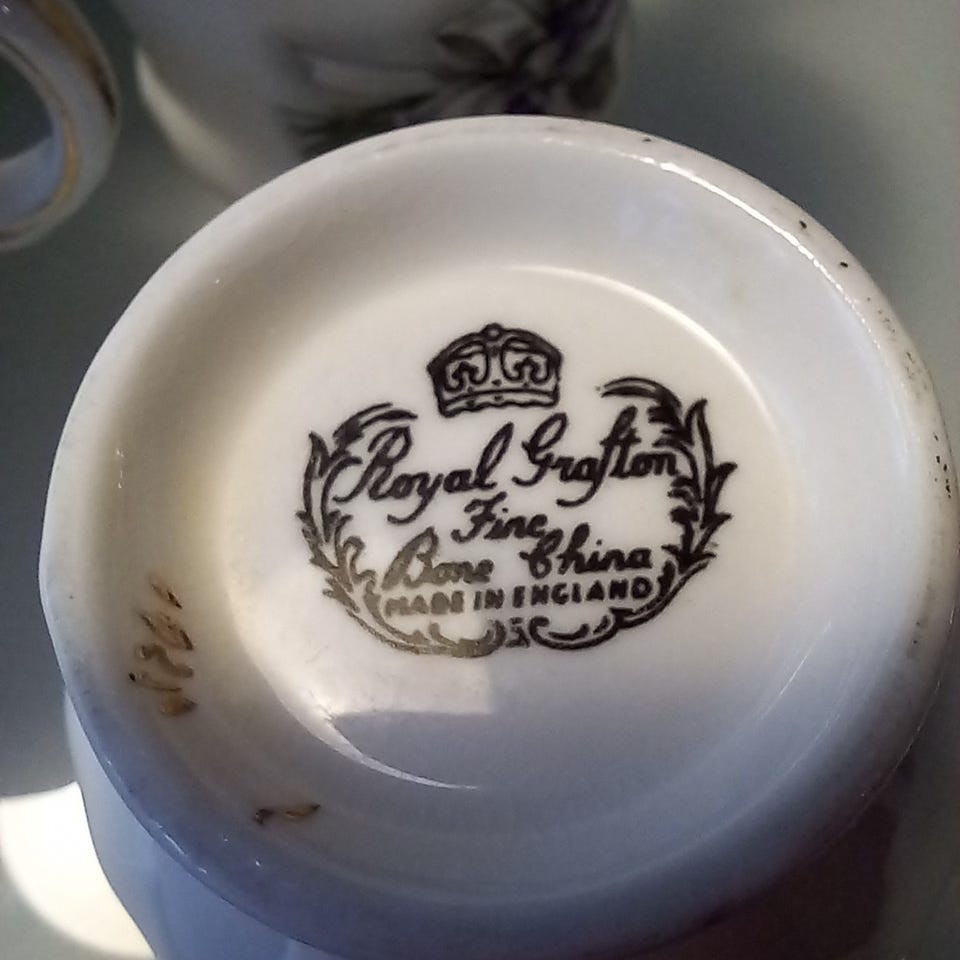 Royal Grafton
Fine
Bone China
MADE IN ENGLAND